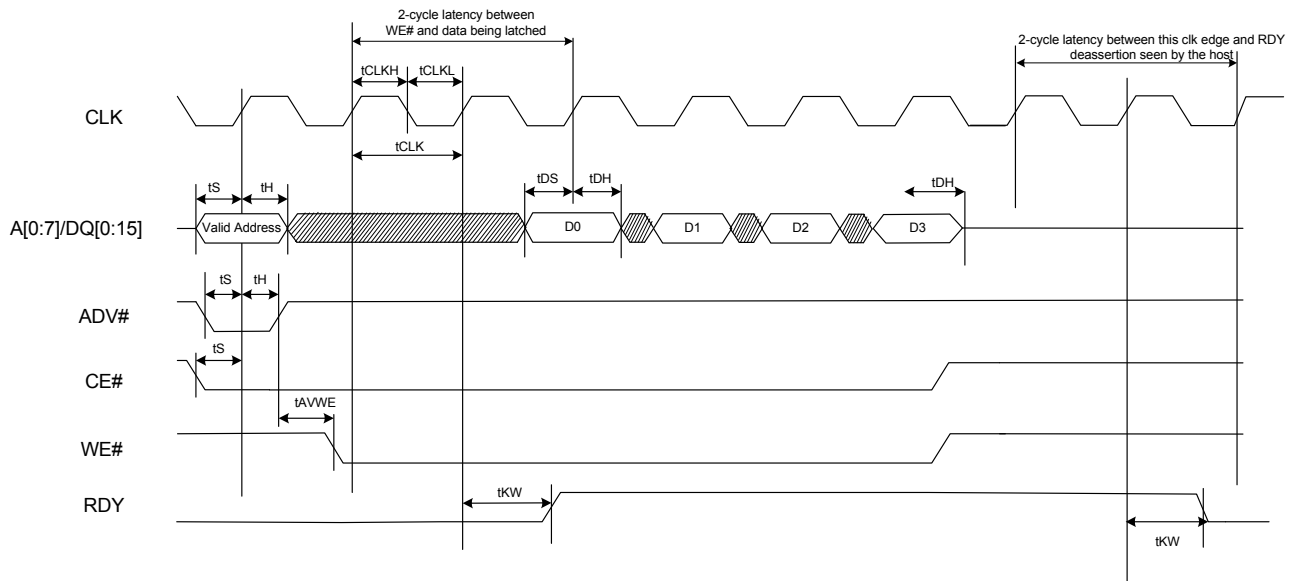 2-cycle latency between
WE# and data being latched
2-cycle latency between this clk edge and RDY
deassertion seen by the host
tCLKH
tCLKL
CLK
tCLK
tS
tH
tDS
tDH
tDH
A[0:7]/DQ[0:15]
Valid Address
D0
D1
D2
D3
tS
tH
ADV#
tS
CE#
tAVWE
WE#
tKW
RDY
tKW